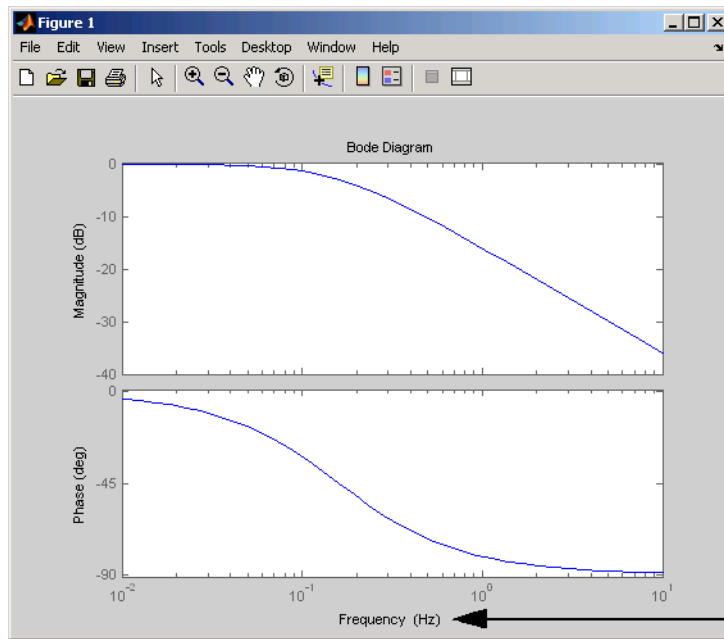 Figure 1
File Edit View Insert Tools Desktop Window Help
Bode Diagram
Magnitude (dB)
0
-10
-20
-30
-40
Phase (deg)
0
-45
-90
10^-2 10^-1 10^0 10^1
Frequency (Hz)